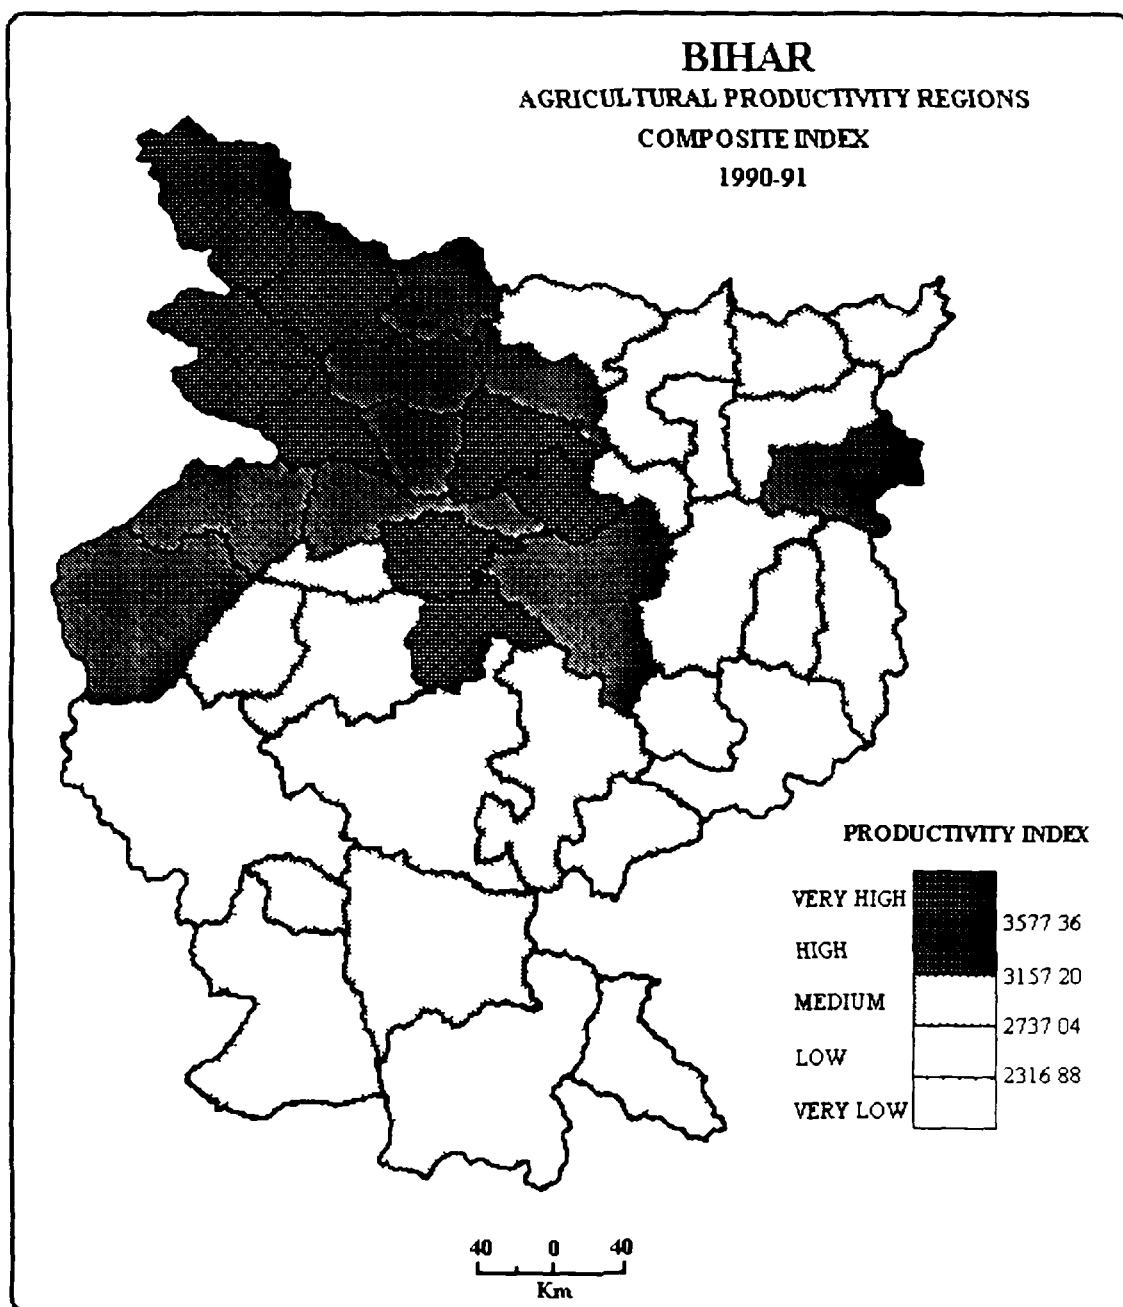 BIHAR
AGRICULTURAL PRODUCTIVITY REGIONS
COMPOSITE INDEX
1990-91
PRODUCTIVITY INDEX
VERY HIGH
3577 36
HIGH
3157 20
MEDIUM
2737 04
LOW
2316 88
VERY LOW
40 0 40
Km